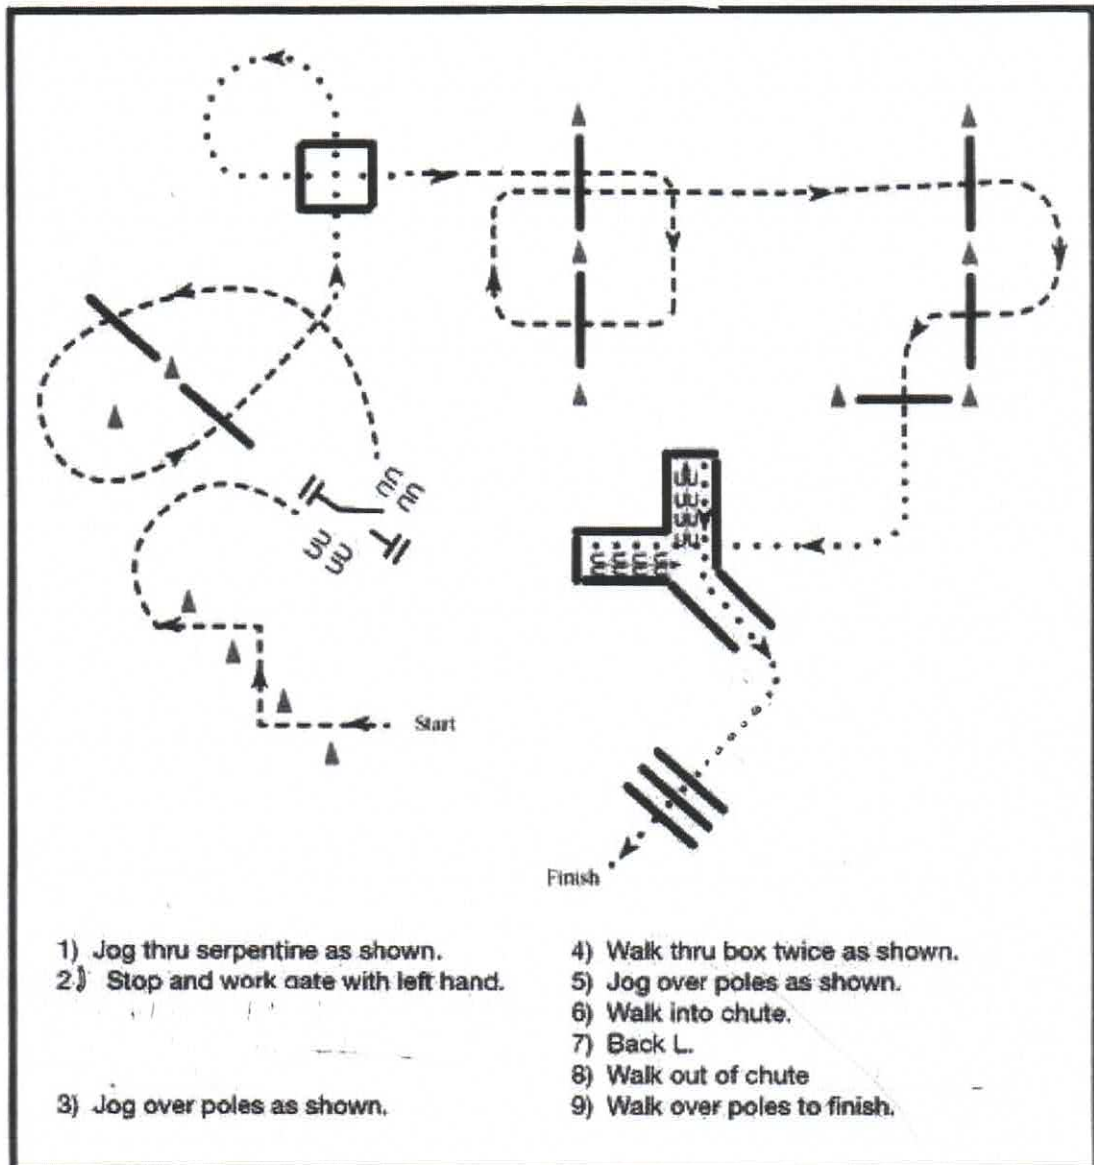 Start
Finish
1) Jog thru serpentine as shown.
2) Stop and work gate with left hand.
3) Jog over poles as shown.
4) Walk thru box twice as shown.
5) Jog over poles as shown.
6) Walk into chute.
7) Back L.
8) Walk out of chute
9) Walk over poles to finish.